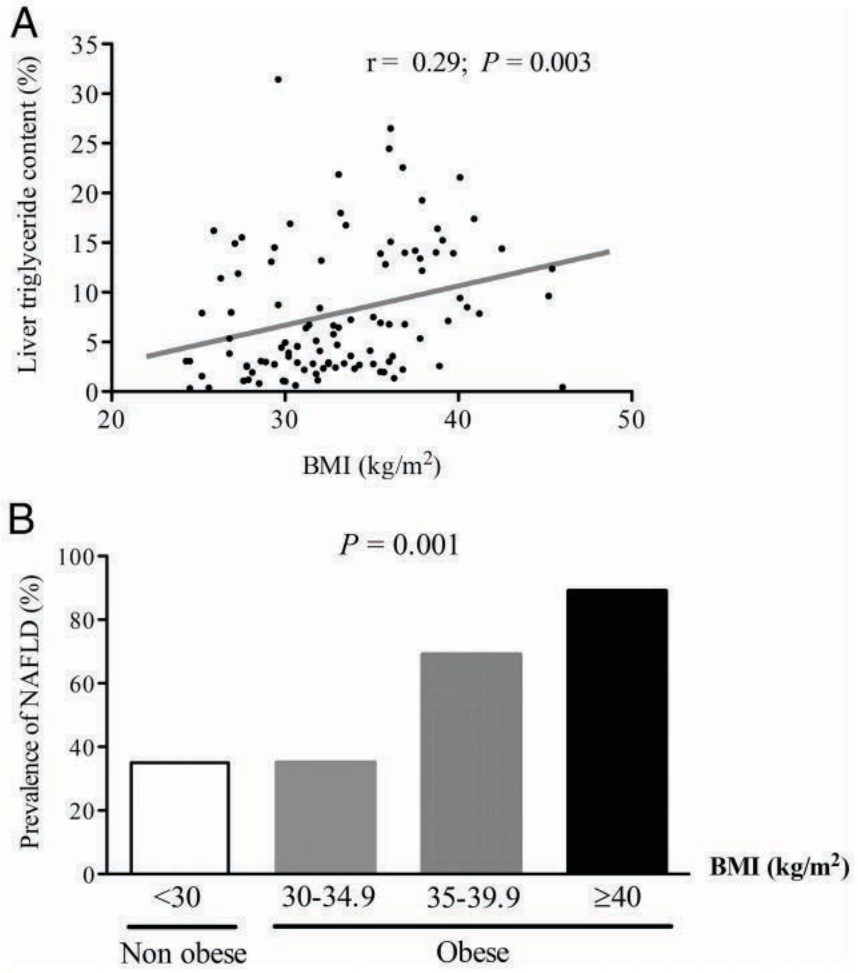 A
r = 0.29; P = 0.003
Liver triglyceride content (%)
35
30
25
20
15
10
5
0
20 30 40 50
BMI (kg/m²)
B
P = 0.001
Prevalence of NAFLD (%)
100
80
60
40
20
0
<30 30-34.9 35-39.9 ≥40
BMI (kg/m²)
Non obese Obese